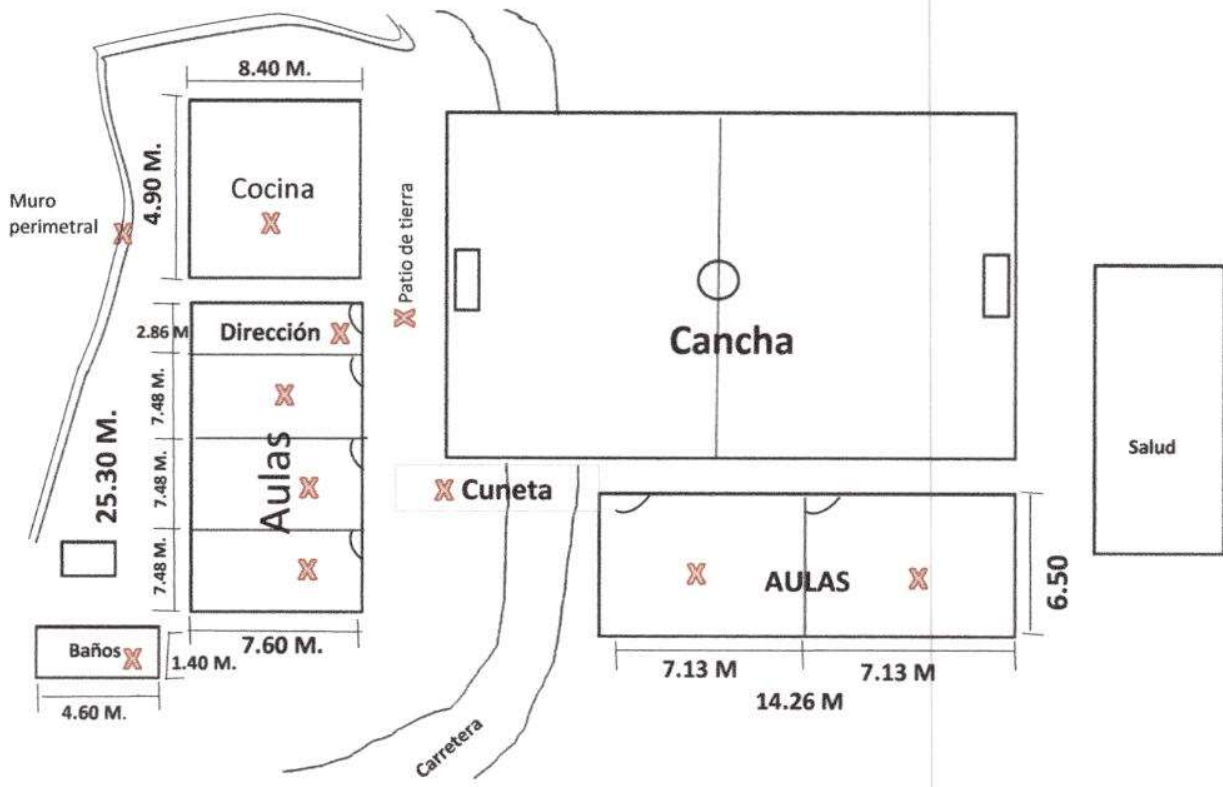 8.40 M.
4.90 M.
Cocina
X
Muro
perimetral
X
X Patio de tierra
2.86 M
Dirección X
7.48 M.
X
25.30 M.
7.48 M.
Aulas
X
7.48 M.
X
7.60 M.
Baños X
1.40 M.
4.60 M.
Cancha
X Cuneta
Carretera
X
AULAS
X
6.50
7.13 M
7.13 M
14.26 M
Salud